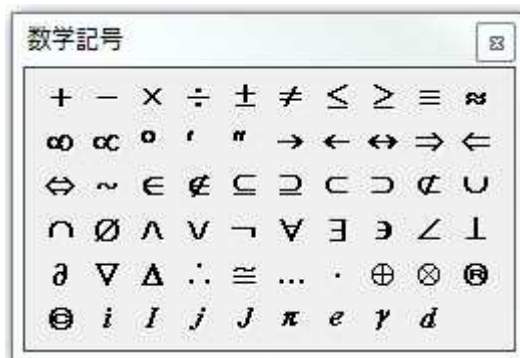 数学記号
+ − × ÷ ± ≠ ≤ ≥ ≡ ≈
∞ ∝ ° ′ ″ → ← ↔ ⇒ ⇐
⇔ ~ ∈ ∉ ⊆ ⊇ ⊂ ⊃ ⊄ ∪
∩ ∅ ∧ ∨ ¬ ∀ ∃ ∍ ∠ ⊥
∂ ∇ Δ ∴ ≅ … · ⊕ ⊗ ®
i I j J π e γ d